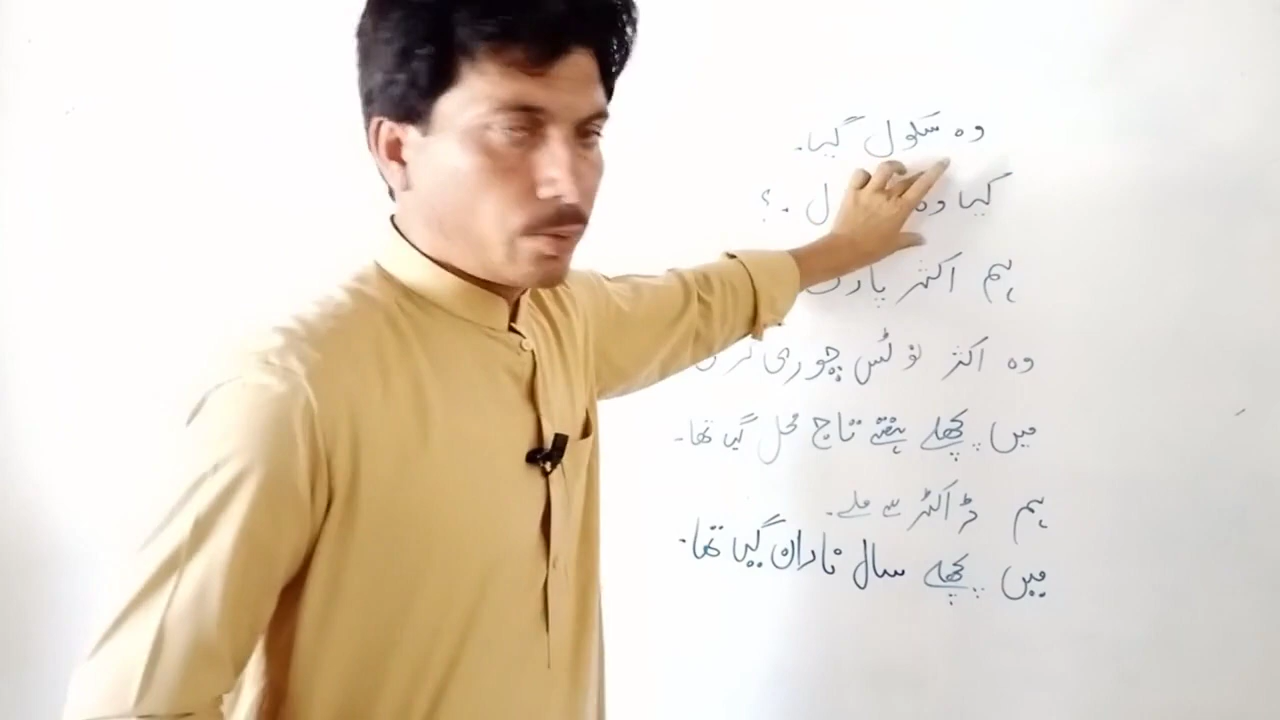 وہ سکول گیا۔
کیا وہ ل ۔؟
ہم اکثر پارک
وہ اکثر نوٹس چوری کرتی
میں پچھلے ہفتے تاج محل گیا تھا۔
ہم ڈاکٹر سے ملے۔
میں پچھلے سال ناران گیا تھا۔